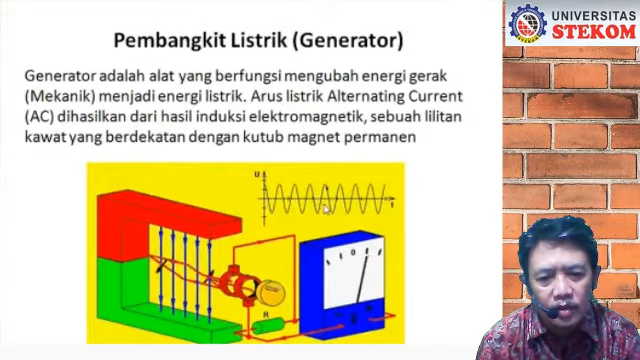 UNIVERSITAS
STEKOM
Pembangkit Listrik (Generator)
Generator adalah alat yang berfungsi mengubah energi gerak
(Mekanik) menjadi energi listrik. Arus listrik Alternating Current
(AC) dihasilkan dari hasil induksi elektromagnetik, sebuah lilitan
kawat yang berdekatan dengan kutub magnet permanen
U
t
R
0